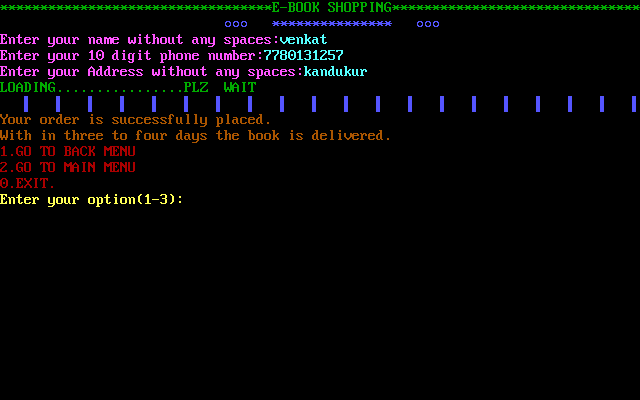 **********************************E-BOOK SHOPPING*******************************
ooo   ***************   ooo
Enter your name without any spaces:venkat
Enter your 10 digit phone number:7780131257
Enter your Address without any spaces:kandukur
LOADING................PLZ  WAIT
Your order is successfully placed.
With in three to four days the book is delivered.
1.GO TO BACK MENU
2.GO TO MAIN MENU
0.EXIT.
Enter your option(1-3):